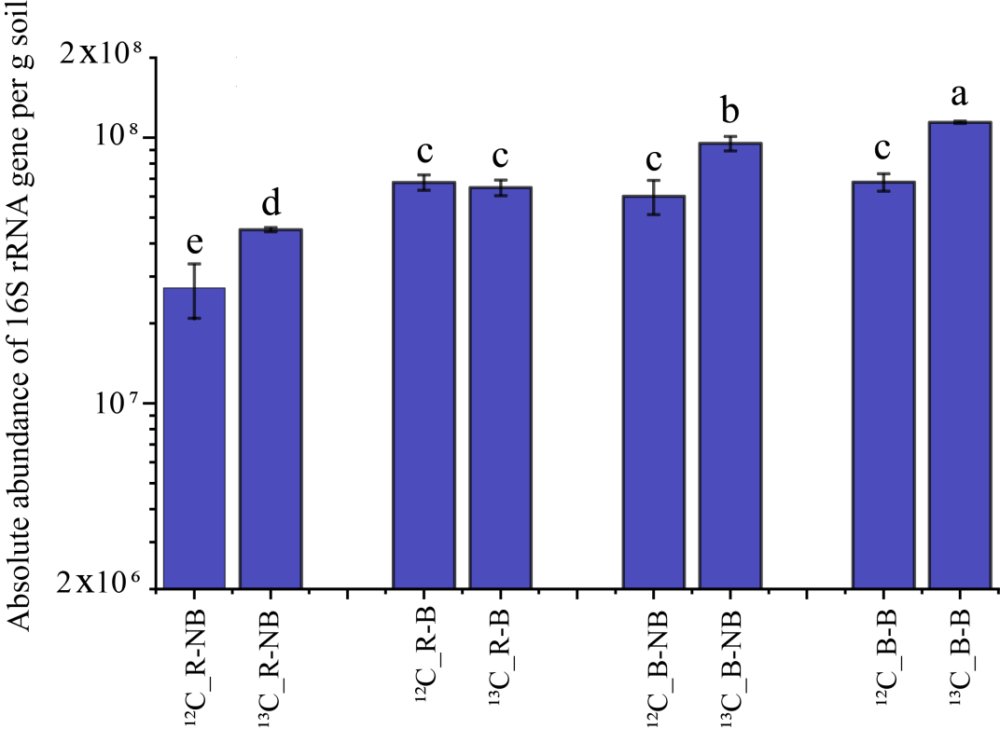 Absolute abundance of 16S rRNA gene per g soil
2x10⁸
10⁸
10⁷
2x10⁶
e
d
c
c
c
b
c
a
¹²C_R-NB
¹³C_R-NB
¹²C_R-B
¹³C_R-B
¹²C_B-NB
¹³C_B-NB
¹²C_B-B
¹³C_B-B